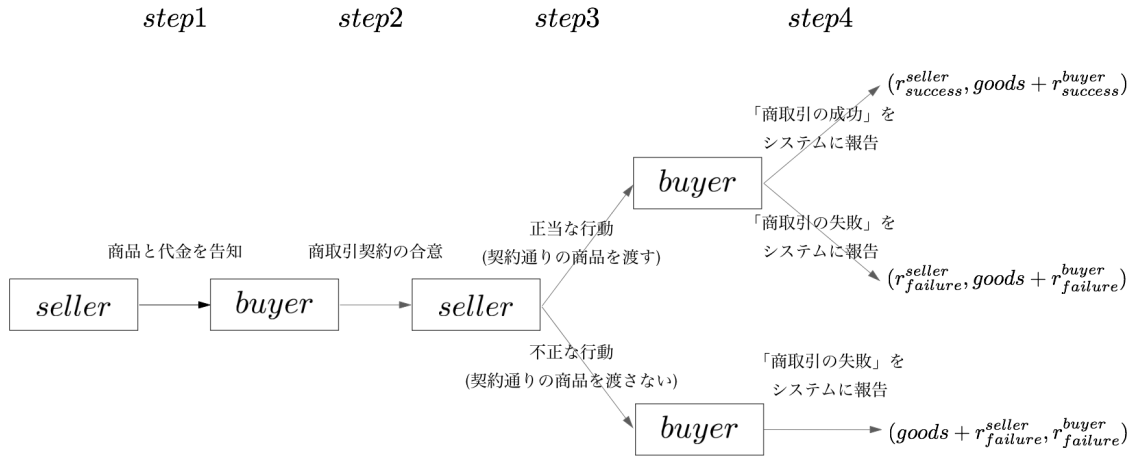 step1
step2
step3
step4
商品と代金を告知
商取引契約の合意
seller
buyer
seller
正当な行動
(契約通りの商品を渡す)
不正な行動
(契約通りの商品を渡さない)
buyer
buyer
「商取引の成功」を
システムに報告
「商取引の失敗」を
システムに報告
「商取引の失敗」を
システムに報告
(r^{seller}_{success}, goods + r^{buyer}_{success})
(r^{seller}_{failure}, goods + r^{buyer}_{failure})
(goods + r^{seller}_{failure}, r^{buyer}_{failure})